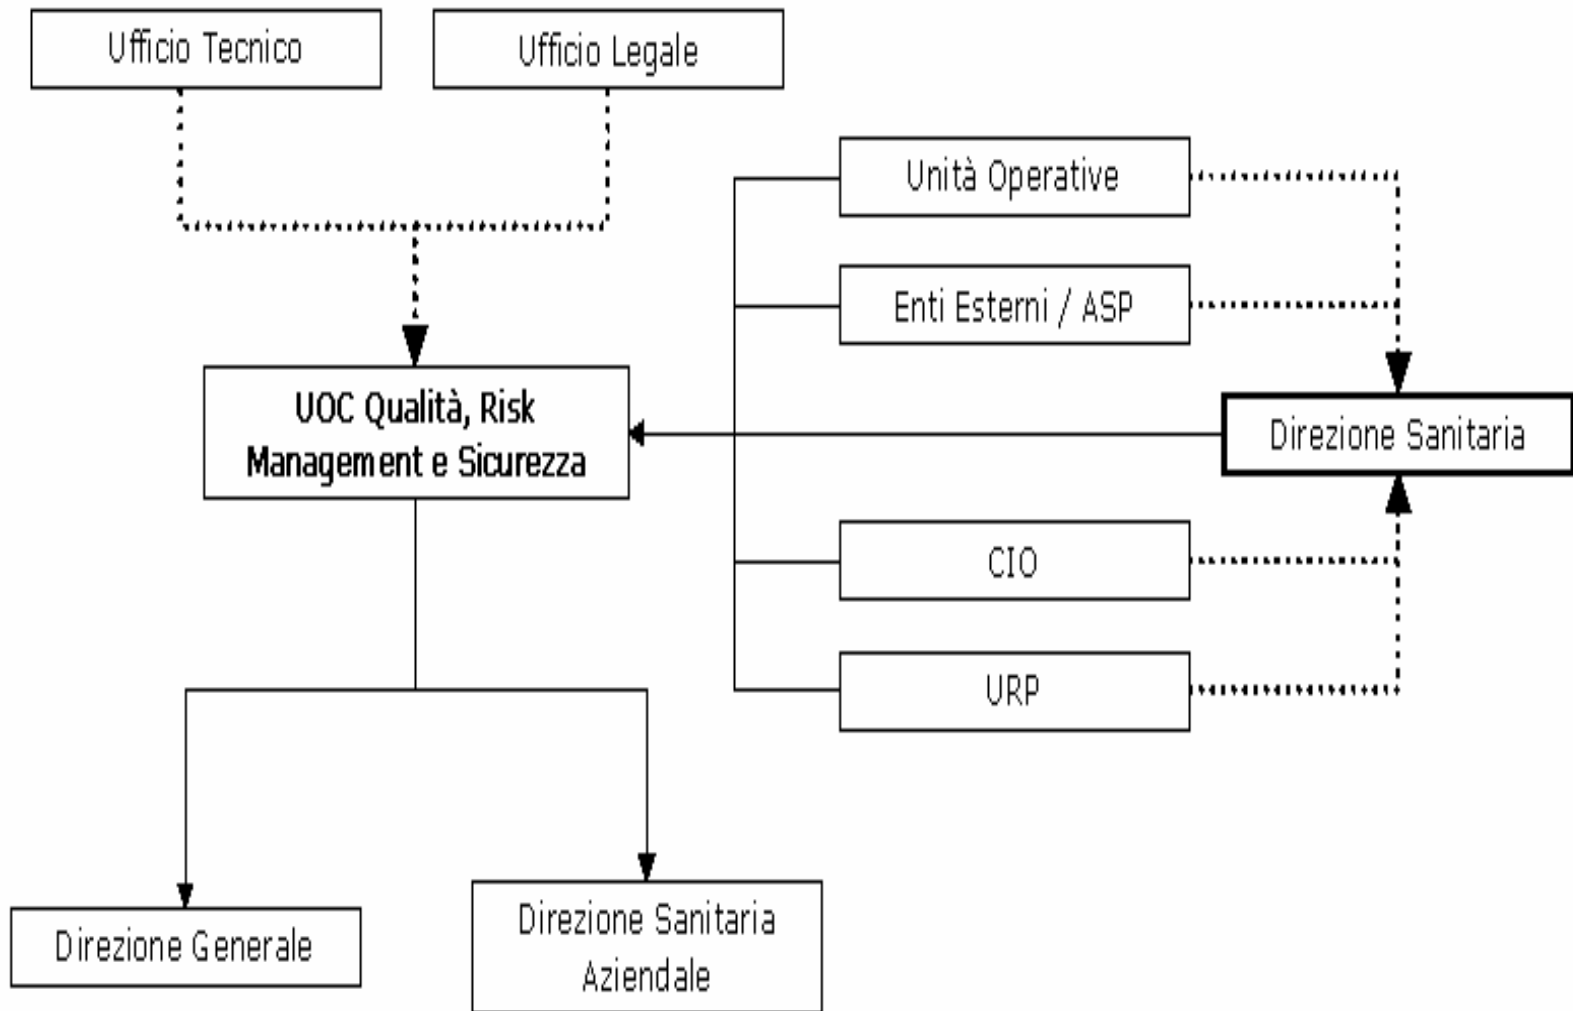 Ufficio Tecnico
Ufficio Legale
Unità Operative
Enti Esterni / ASP
UOC Qualità, Risk
Management e Sicurezza
Direzione Sanitaria
CIO
URP
Direzione Generale
Direzione Sanitaria
Aziendale